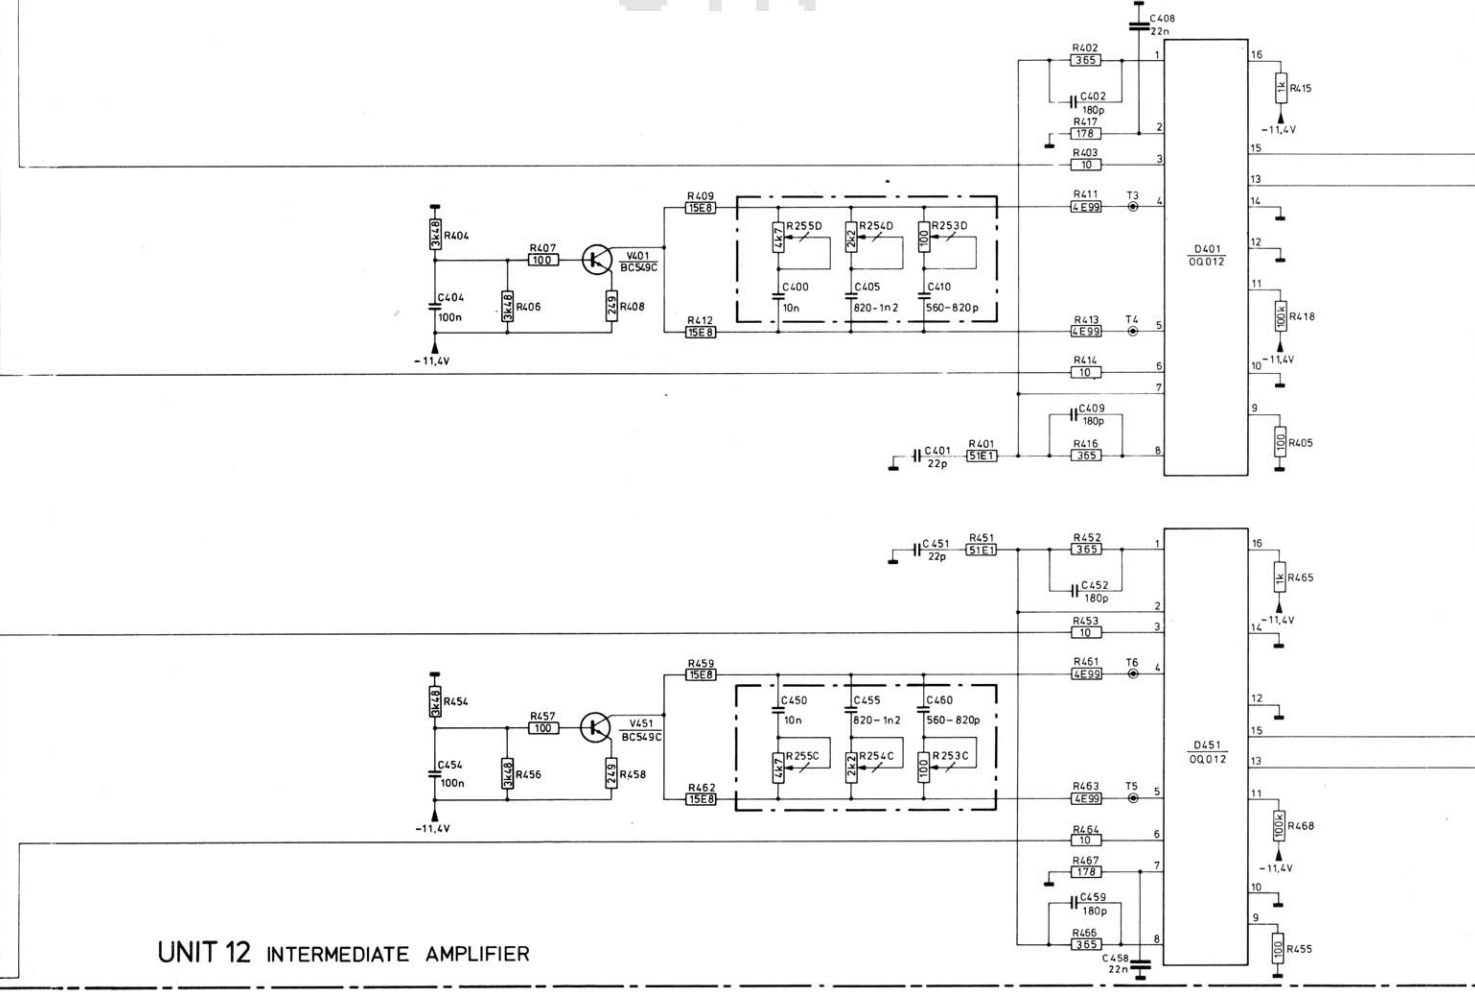 C408
22n
R402
365
1
16
1k
R415
C402
180p
-11,4V
R417
178
2
R403
10
3
15
13
R409
15E8
R411
4E99
T3
4
14
3k48
R404
R407
100
V401
BC549C
4k7
R255D
2k2
R254D
100
R253D
D401
OQ012
12
C404
100n
3k48
R406
249
R408
C400
10n
C405
820-1n2
C410
560-820p
11
100k
R418
R412
15E8
R413
4E99
T4
5
-11,4V
-11,4V
R414
10
6
10
7
C409
180p
9
100
R405
C401
22p
R401
51E1
R416
365
8
C451
22p
R451
51E1
R452
365
1
16
1k
R465
C452
180p
2
-11,4V
R453
10
3
14
R459
15E8
R461
4E99
T6
4
3k48
R454
R457
100
V451
BC549C
C450
10n
C455
820-1n2
C460
560-820p
12
15
D451
OQ012
C454
100n
3k48
R456
249
R458
4k7
R255C
2k2
R254C
100
R253C
13
R462
15E8
R463
4E99
T5
5
11
100k
R468
-11,4V
R464
10
6
R467
178
7
-11,4V
C459
180p
10
R466
365
8
9
100
R455
C458
22n
UNIT 12 INTERMEDIATE AMPLIFIER